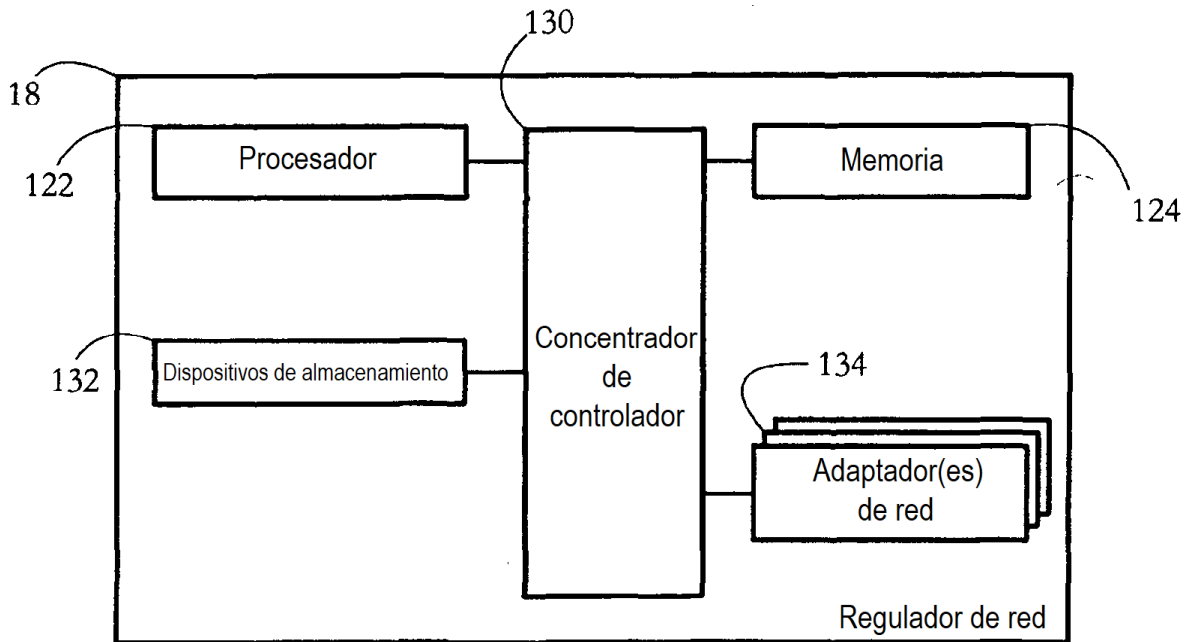 130
18
Procesador
Memoria
122
124
Concentrador
de
controlador
Dispositivos de almacenamiento
132
134
Adaptador(es)
de red
Regulador de red